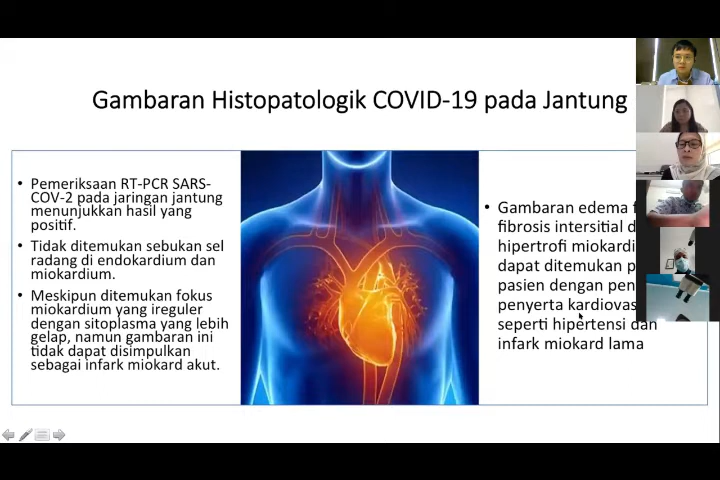 Gambaran Histopatologik COVID-19 pada Jantung
• Pemeriksaan RT-PCR SARS-
COV-2 pada jaringan jantung
menunjukkan hasil yang
positif.
• Tidak ditemukan sebukan sel
radang di endokardium dan
miokardium.
• Meskipun ditemukan fokus
miokardium yang ireguler
dengan sitoplasma yang lebih
gelap, namun gambaran ini
tidak dapat disimpulkan
sebagai infark miokard akut.
• Gambaran edema
fibrosis intersitial
hipertrofi
dapat ditemukan
pasien dengan
penyerta
seperti hipertensi dan
infark miokard lama